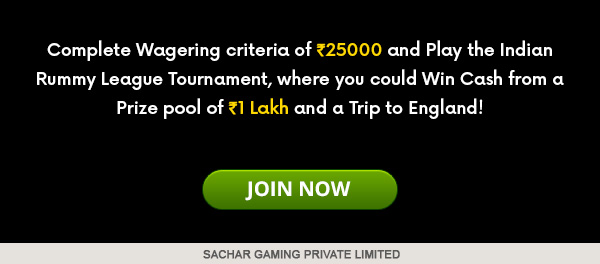 Complete Wagering criteria of ₹25000 and Play the Indian
Rummy League Tournament, where you could Win Cash from a
Prize pool of ₹1 Lakh and a Trip to England!
JOIN NOW
SACHAR GAMING PRIVATE LIMITED